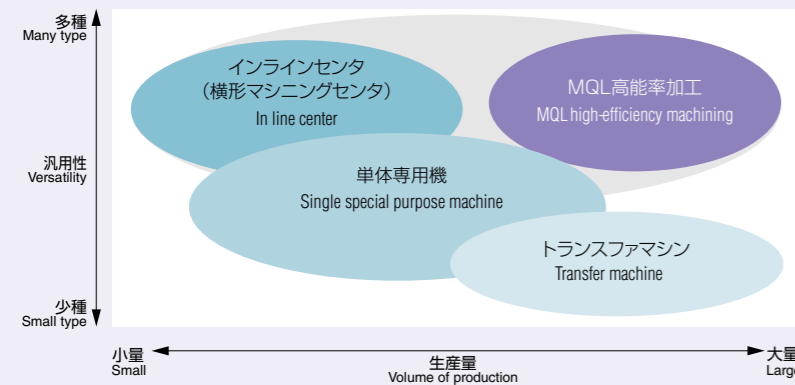 多種
Many type
インラインセンタ
(横形マシニングセンタ)
In line center
MQL高能率加工
MQL high-efficiency machining
汎用性
Versatility
単体専用機
Single special purpose machine
トランスファマシン
Transfer machine
少種
Small type
小量
Small
生産量
Volume of production
大量
Large